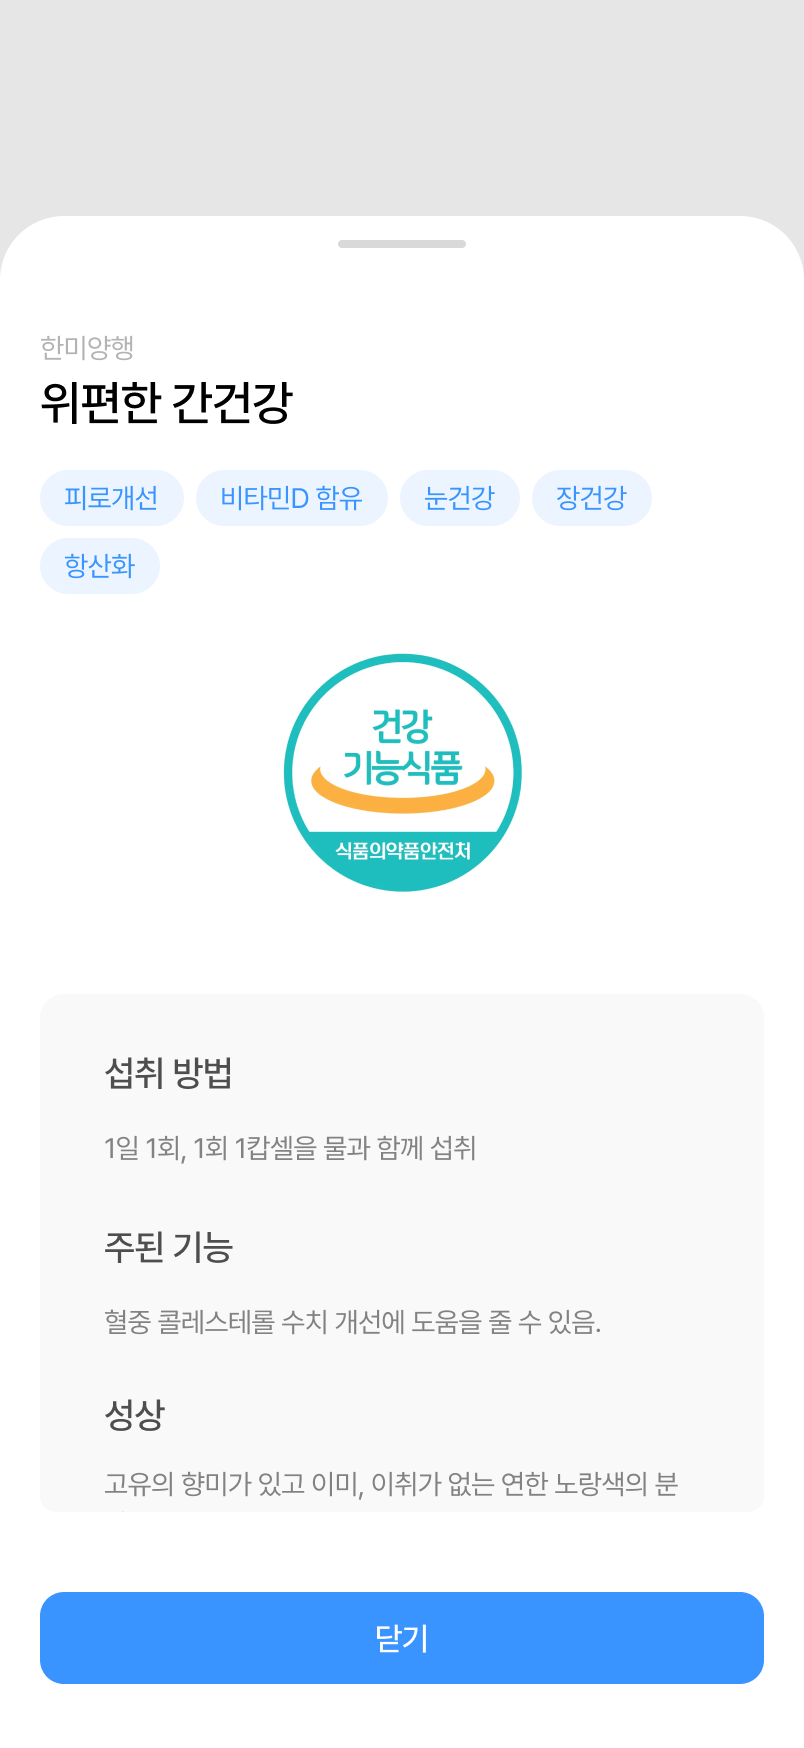 한미양행
위편한 간건강
피로개선
비타민D 함유
눈건강
장건강
항산화
건강
기능식품
식품의약품안전처
섭취 방법
1일 1회, 1회 1캅셀을 물과 함께 섭취
주된 기능
혈중 콜레스테롤 수치 개선에 도움을 줄 수 있음.
성상
고유의 향미가 있고 이미, 이취가 없는 연한 노랑색의 분
닫기